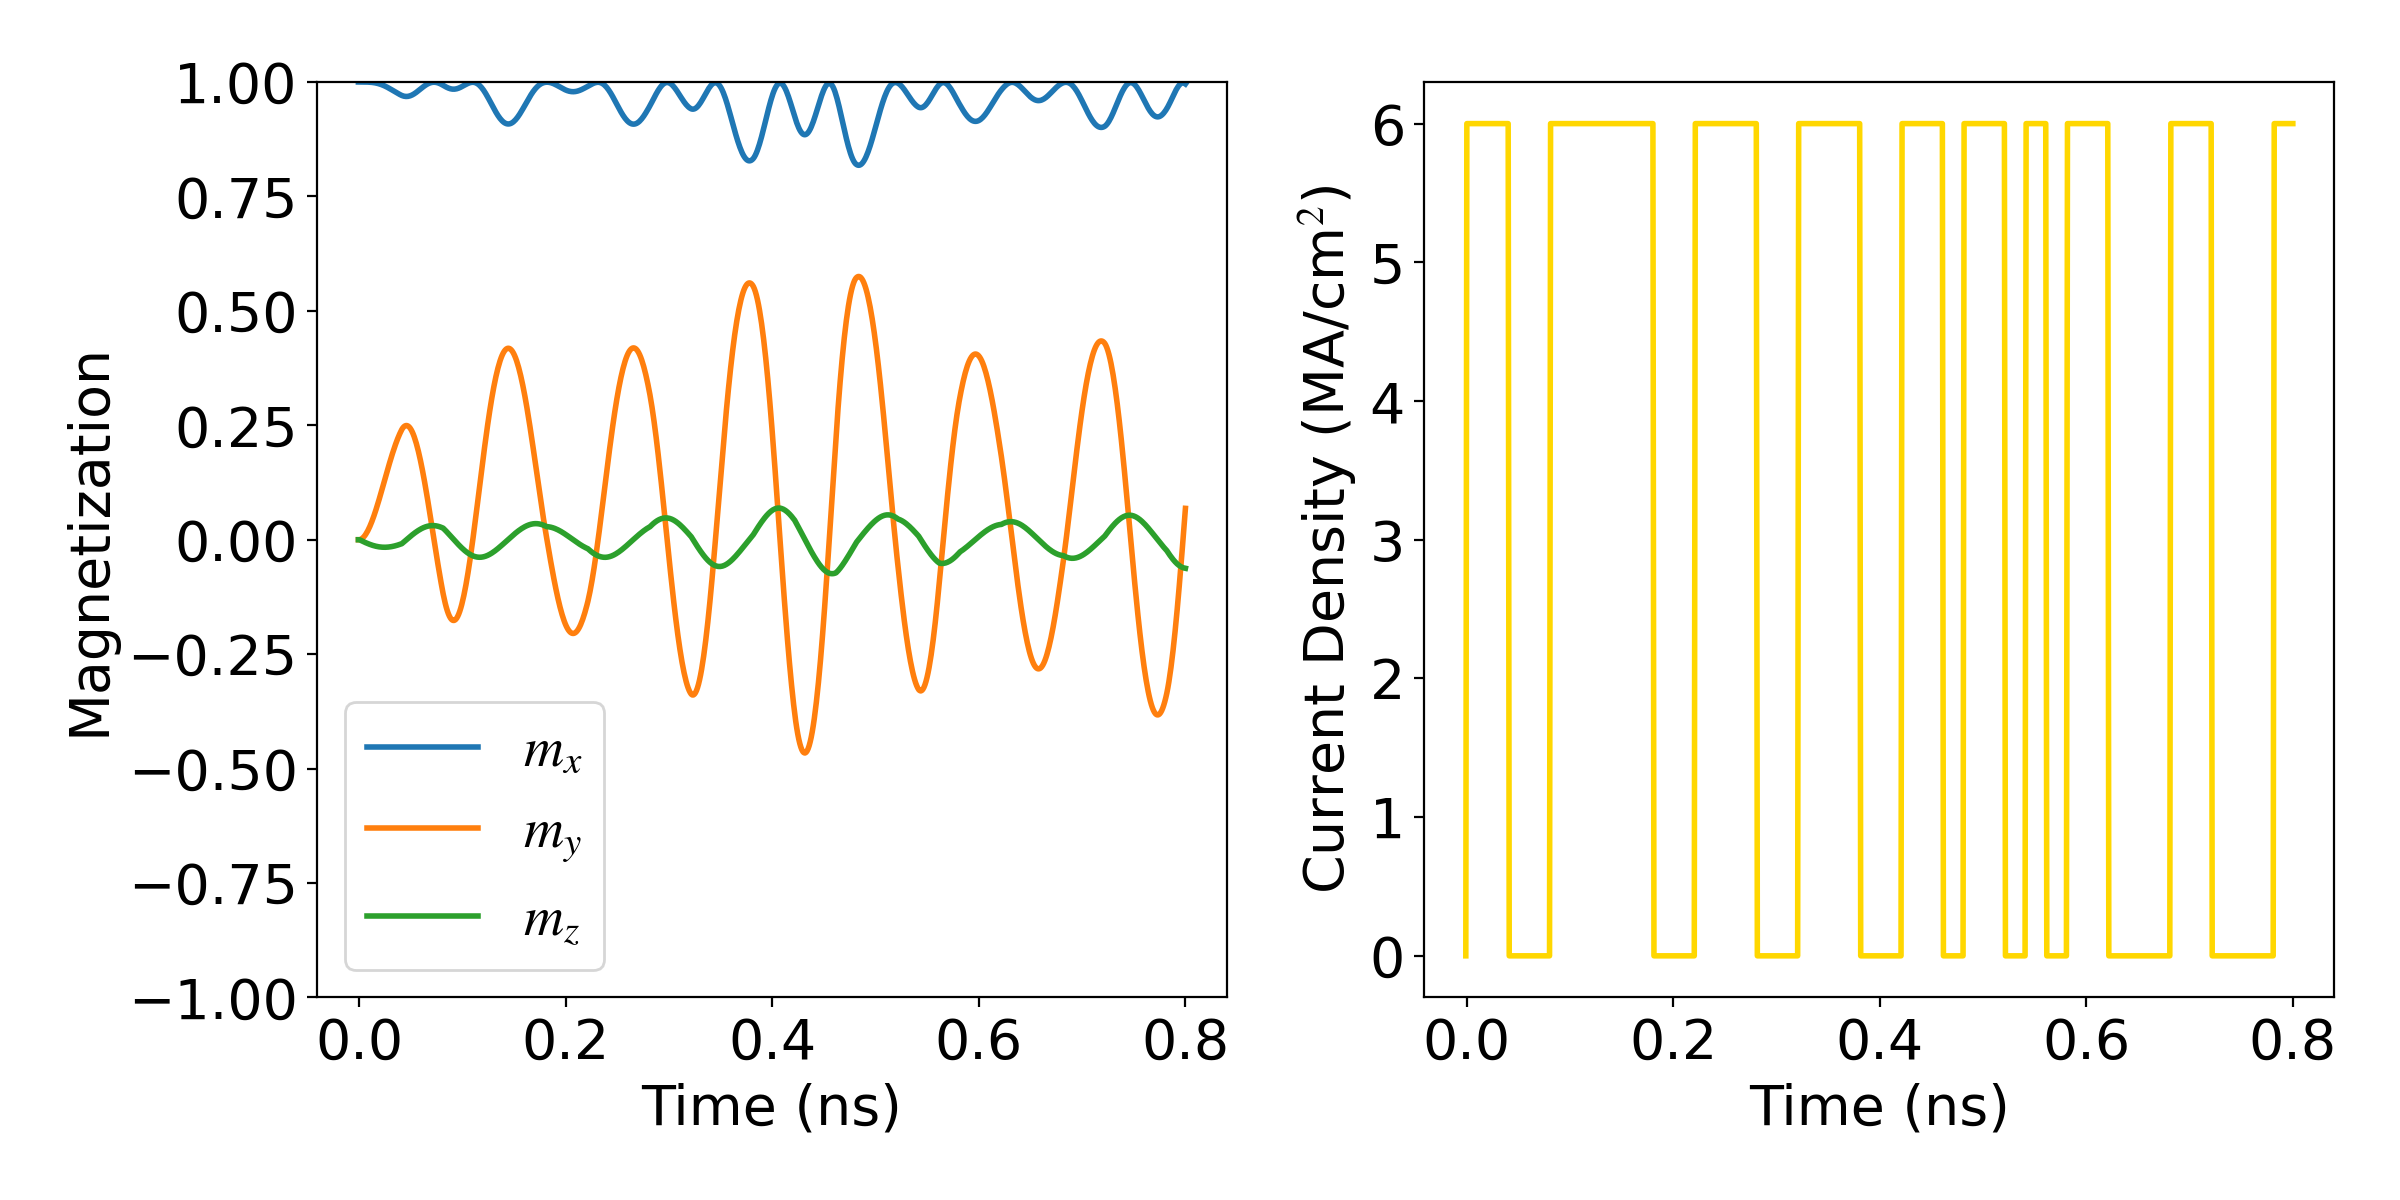 Magnetization
1.00
0.75
0.50
0.25
0.00
−0.25
−0.50
−0.75
−1.00
m_x
m_y
m_z
0.0 0.2 0.4 0.6 0.8
Time (ns)
Current Density (MA/cm²)
6
5
4
3
2
1
0
0.0 0.2 0.4 0.6 0.8
Time (ns)